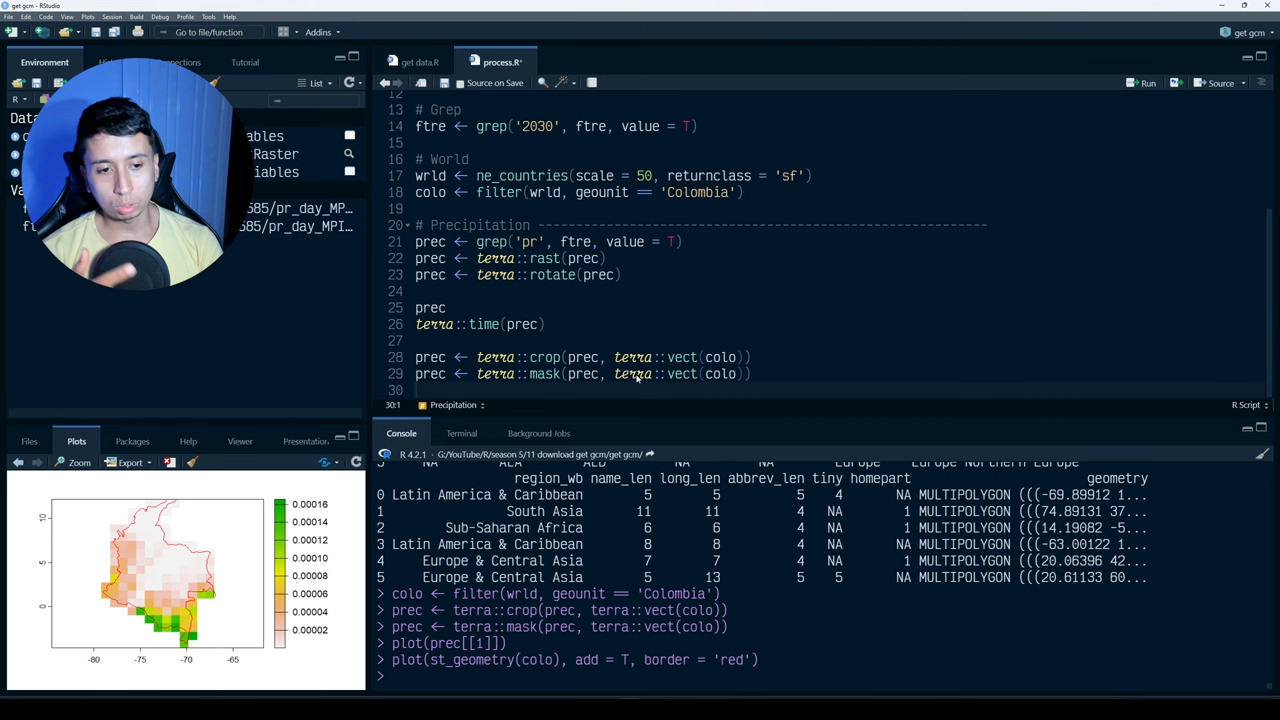 get gcm - RStudio
File Edit Code View Plots Session Build Debug Profile Tools Help
Go to file/function Addins get gcm
Environment Tutorial
List
R
get data.R process.R*
Source on Save Run Source
12
13 # Grep
14 ftre ← grep('2030', ftre, value = T)
15
16 # World
17 wrld ← ne_countries(scale = 50, returnclass = 'sf')
18 colo ← filter(wrld, geounit == 'Colombia')
19
20 # Precipitation --------------------------------------------------------
21 prec ← grep('pr', ftre, value = T)
22 prec ← terra::rast(prec)
23 prec ← terra::rotate(prec)
24
25 prec
26 terra::time(prec)
27
28 prec ← terra::crop(prec, terra::vect(colo))
29 prec ← terra::mask(prec, terra::vect(colo))
30
30:1 Precipitation R Script
585/pr_day_MP…
585/pr_day_MPI…
Files Plots Packages Help Viewer Presentation
Zoom Export
10
5
0
-80 -75 -70 -65
0.00016
0.00014
0.00012
0.00010
0.00008
0.00006
0.00004
0.00002
Console Terminal Background Jobs
R 4.2.1 · G:/YouTube/R/season 5/11 download get gcm/get gcm/
region_wb name_len long_len abbrev_len tiny homepart geometry
0 Latin America & Caribbean 5 5 5 4 NA MULTIPOLYGON (((-69.89912 1...
1 South Asia 11 11 4 NA 1 MULTIPOLYGON (((74.89131 37...
2 Sub-Saharan Africa 6 6 4 NA 1 MULTIPOLYGON (((14.19082 -5...
3 Latin America & Caribbean 8 8 4 NA NA MULTIPOLYGON (((-63.00122 1...
4 Europe & Central Asia 7 7 4 NA 1 MULTIPOLYGON (((20.06396 42...
5 Europe & Central Asia 5 13 5 5 NA MULTIPOLYGON (((20.61133 60...
> colo ← filter(wrld, geounit == 'Colombia')
> prec ← terra::crop(prec, terra::vect(colo))
> prec ← terra::mask(prec, terra::vect(colo))
> plot(prec[[1]])
> plot(st_geometry(colo), add = T, border = 'red')
>